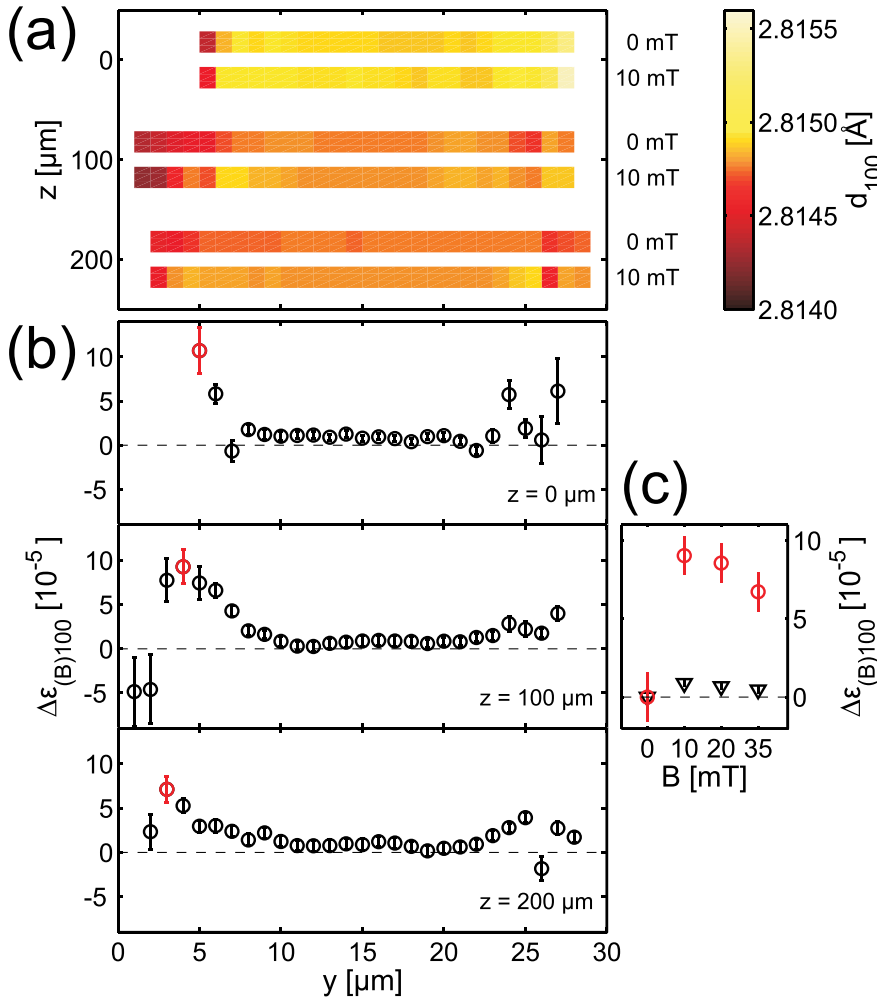 (a)
z [µm]
0
100
200
0 mT
10 mT
0 mT
10 mT
0 mT
10 mT
2.8155
2.8150
2.8145
2.8140
d100 [Å]
(b)
10
5
0
-5
z = 0 µm
10
5
0
-5
z = 100 µm
10
5
0
-5
z = 200 µm
Δε(B)100 [10-5]
0 5 10 15 20 25 30
y [µm]
(c)
10
5
0
Δε(B)100 [10-5]
0 10 20 35
B [mT]